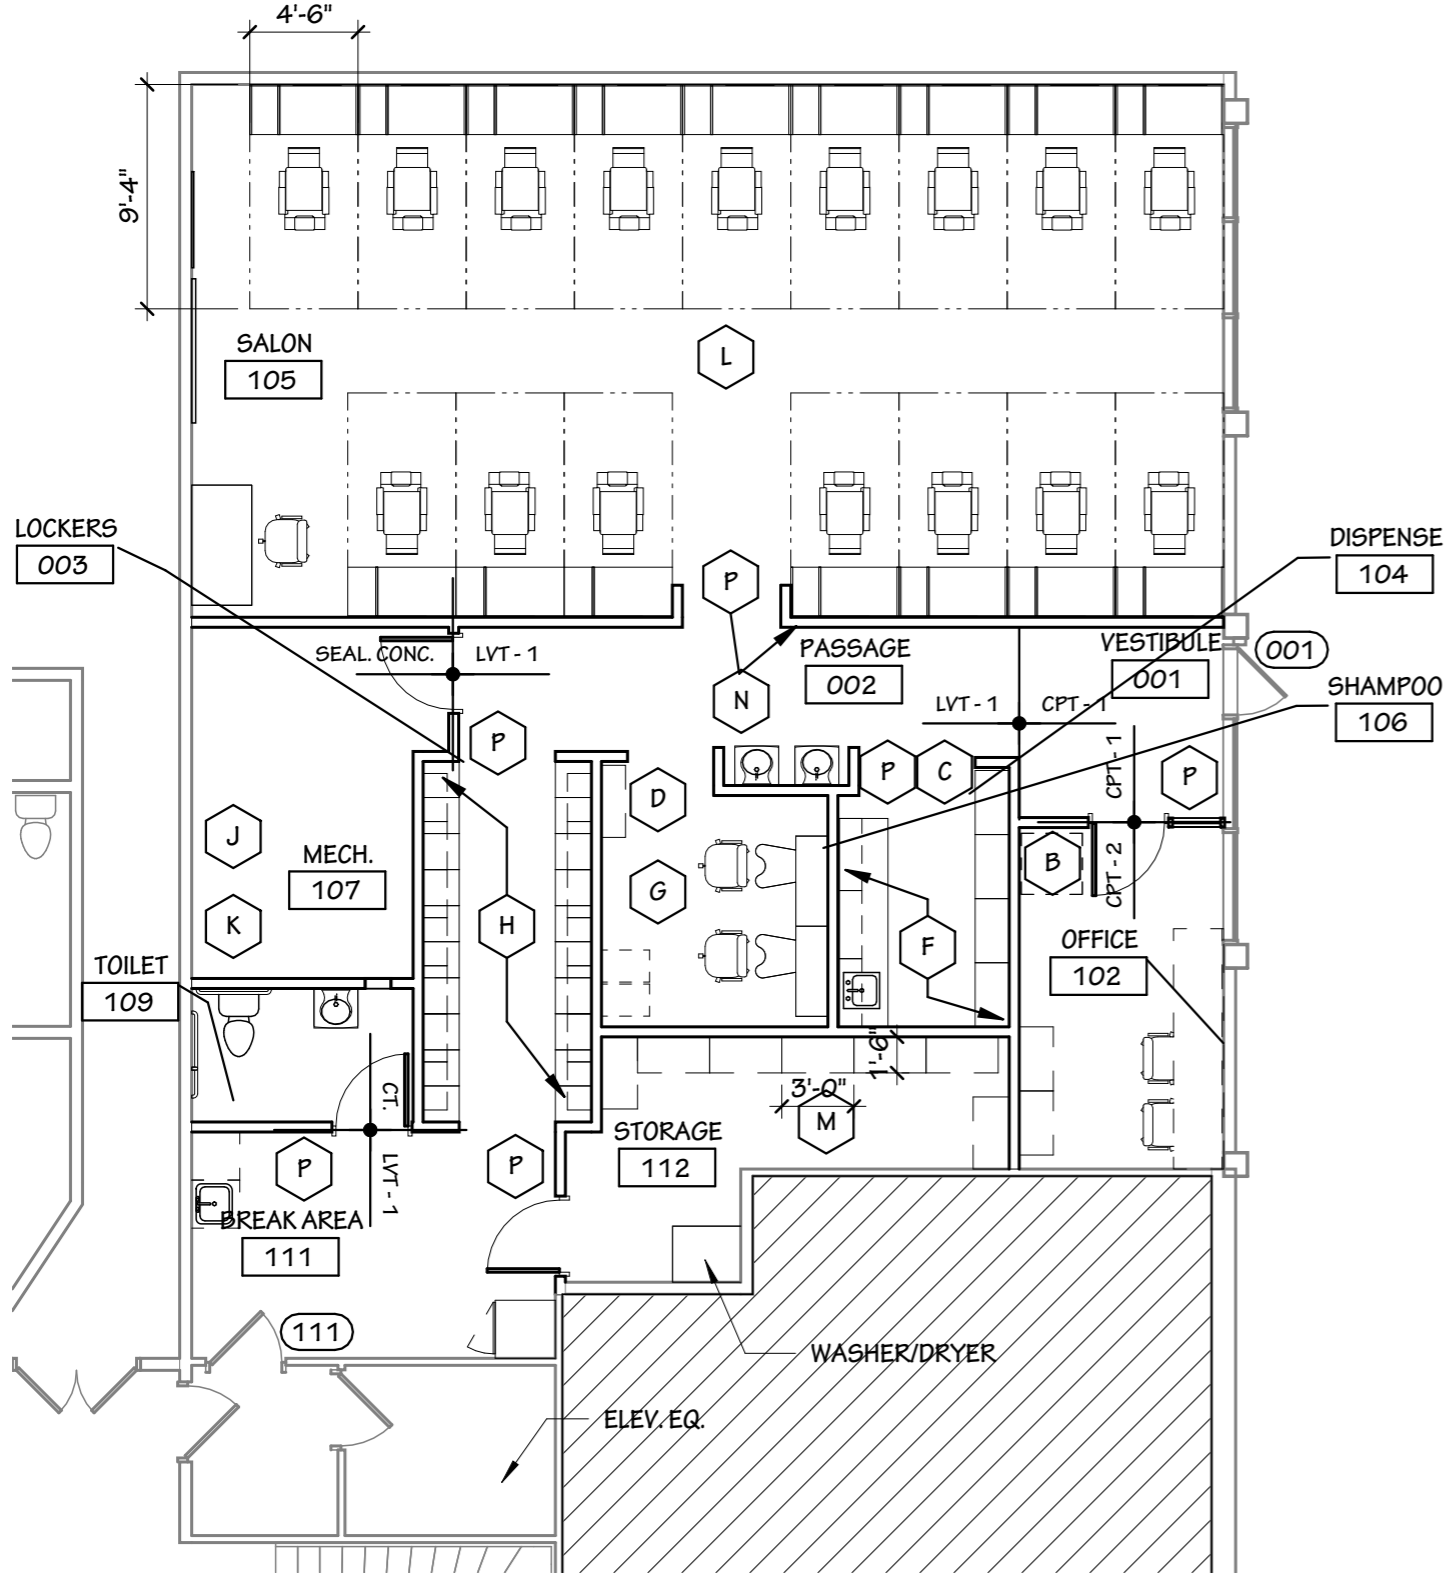 4'-6"
9'-4"
SALON
105
L
LOCKERS
003
DISPENSE
104
P
SEAL. CONC.
LVT - 1
PASSAGE
002
VESTIBULE
001
001
N
SHAMPOO
106
LVT - 1
CPT - 1
P
P
C
CPT - 1
P
D
J
MECH.
107
G
B
CPT - 2
K
H
F
OFFICE
102
TOILET
109
1'-6"
3'-0"
M
CT.
STORAGE
112
P
P
LVT - 1
BREAK AREA
111
111
WASHER/DRYER
ELEV. EQ.